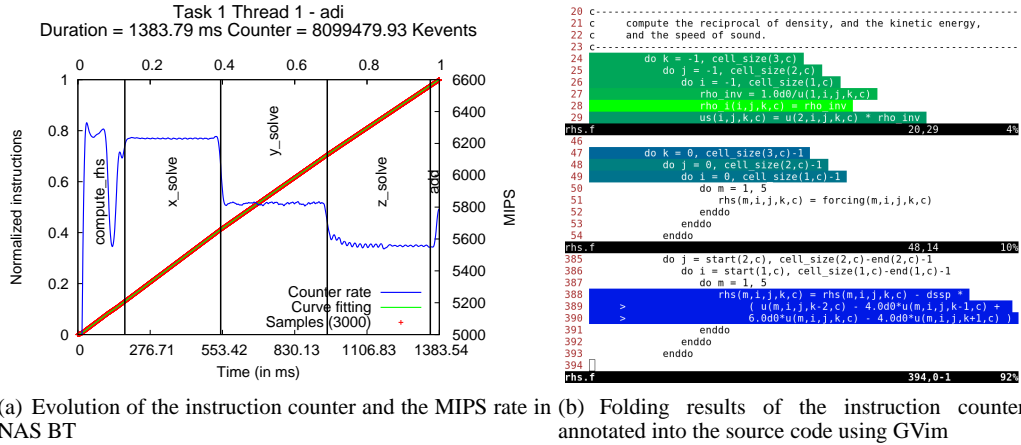 Task 1 Thread 1 - adi
Duration = 1383.79 ms Counter = 8099479.93 Kevents
0 0.2 0.4 0.6 0.8 1
1 6600
0.8 6400
6200
0.6 6000
0.4 5800
5600
0.2 5400
5200
0 5000
Normalized instructions
MIPS
compute_rhs
x_solve
y_solve
z_solve
add
Counter rate
Curve fitting
Samples (3000)
0 276.71 553.42 830.13 1106.83 1383.54
Time (in ms)
(a) Evolution of the instruction counter and the MIPS rate in
NAS BT
20 c----------------------------------------------------------------------
21 c     compute the reciprocal of density, and the kinetic energy,
22 c     and the speed of sound.
23 c----------------------------------------------------------------------
24         do k = -1, cell_size(3,c)
25            do j = -1, cell_size(2,c)
26               do i = -1, cell_size(1,c)
27                  rho_inv = 1.0d0/u(1,i,j,k,c)
28                  rho_i(i,j,k,c) = rho_inv
29                  us(i,j,k,c) = u(2,i,j,k,c) * rho_inv
rhs.f 20,29 4%
46
47         do k = 0, cell_size(3,c)-1
48            do j = 0, cell_size(2,c)-1
49               do i = 0, cell_size(1,c)-1
50                  do m = 1, 5
51                     rhs(m,i,j,k,c) = forcing(m,i,j,k,c)
52                  enddo
53               enddo
54            enddo
rhs.f 48,14 10%
385            do j = start(2,c), cell_size(2,c)-end(2,c)-1
386               do i = start(1,c), cell_size(1,c)-end(1,c)-1
387                  do m = 1, 5
388                     rhs(m,i,j,k,c) = rhs(m,i,j,k,c) - dssp *
389     >                    ( u(m,i,j,k-2,c) - 4.0d0*u(m,i,j,k-1,c) +
390     >                    6.0d0*u(m,i,j,k,c) - 4.0d0*u(m,i,j,k+1,c) )
391                  enddo
392               enddo
393            enddo
394
rhs.f 394,0-1 92%
(b) Folding results of the instruction counter
annotated into the source code using GVim